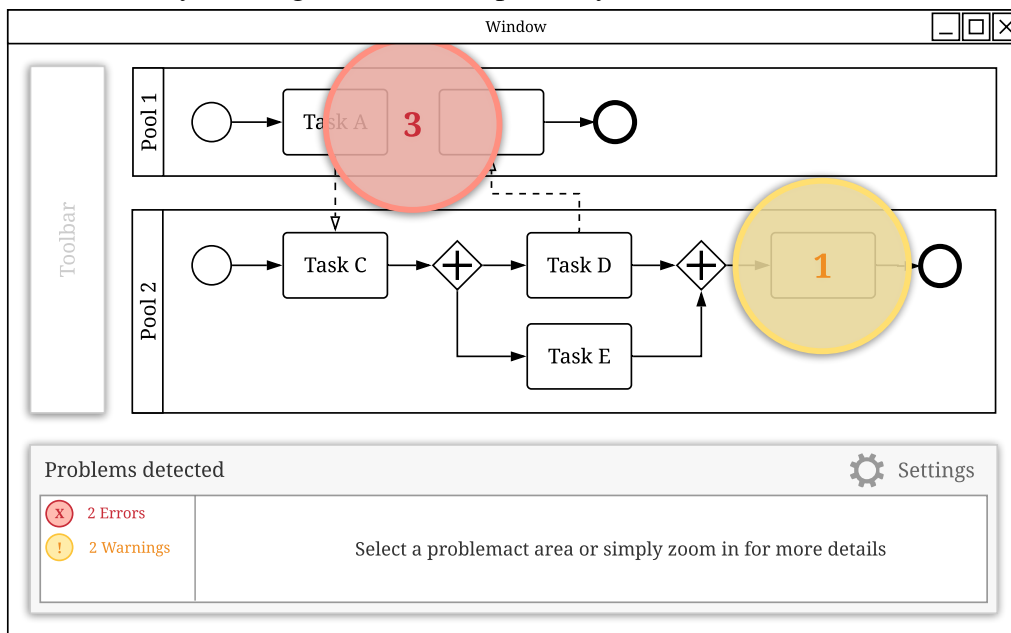 Window
Toolbar
Pool 1
Task A
3
Pool 2
Task C
Task D
1
Task E
Problems detected
Settings
X 2 Errors
! 2 Warnings
Select a problemact area or simply zoom in for more details